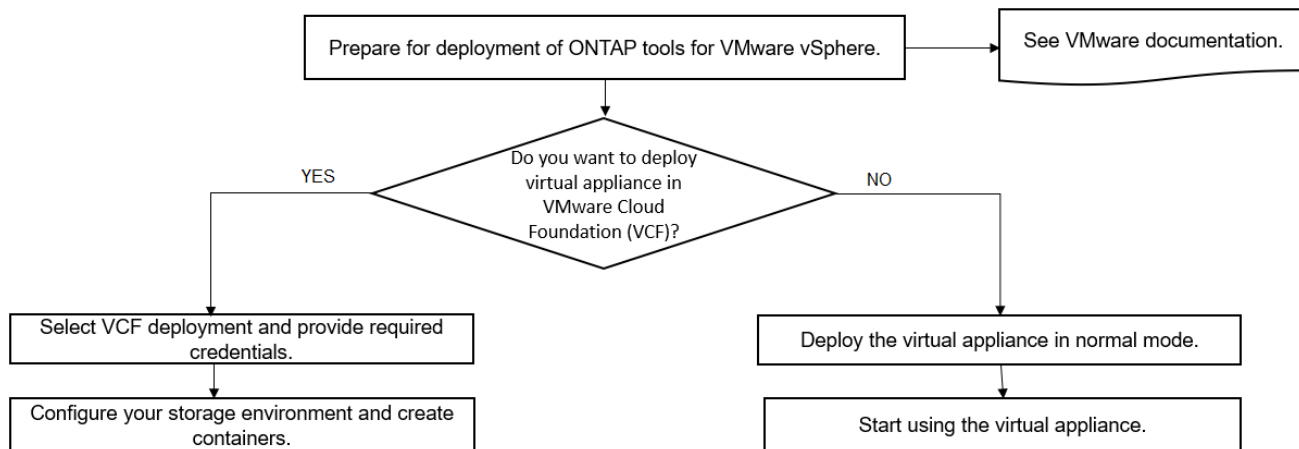 Prepare for deployment of ONTAP tools for VMware vSphere.
See VMware documentation.
Do you want to deploy
virtual appliance in
VMware Cloud
Foundation (VCF)?
YES
NO
Select VCF deployment and provide required
credentials.
Deploy the virtual appliance in normal mode.
Configure your storage environment and create
containers.
Start using the virtual appliance.